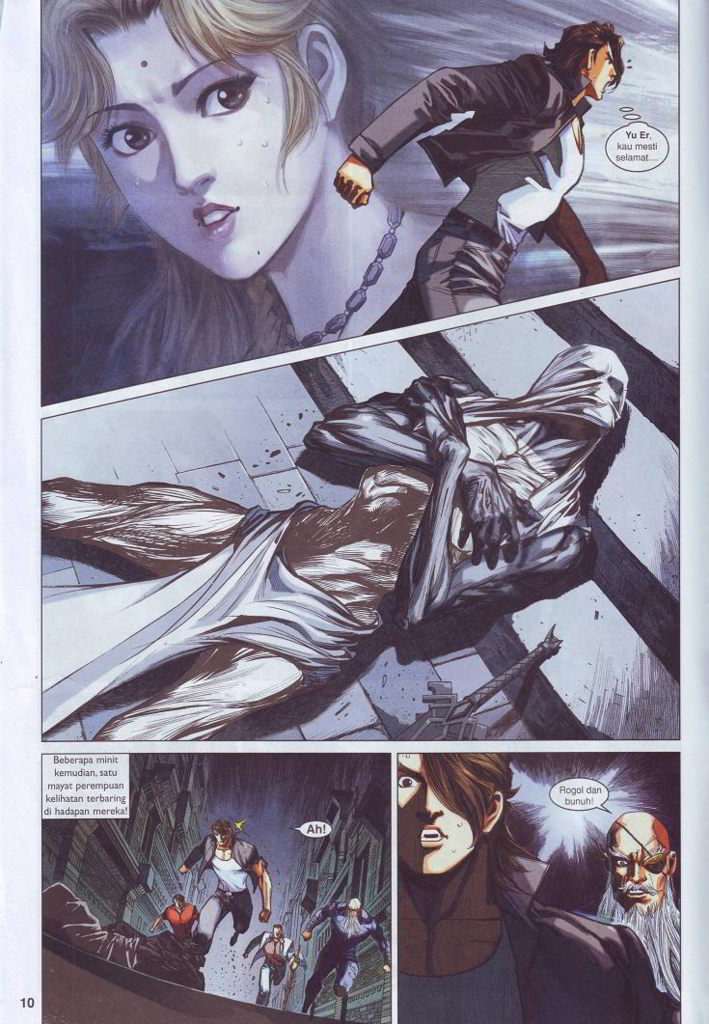 Yu Er,
kau mesti
selamat....
Beberapa minit
kemudian, satu
mayat perempuan
kelihatan terbaring
di hadapan mereka!
Ah!
Rogol dan
bunuh!
10